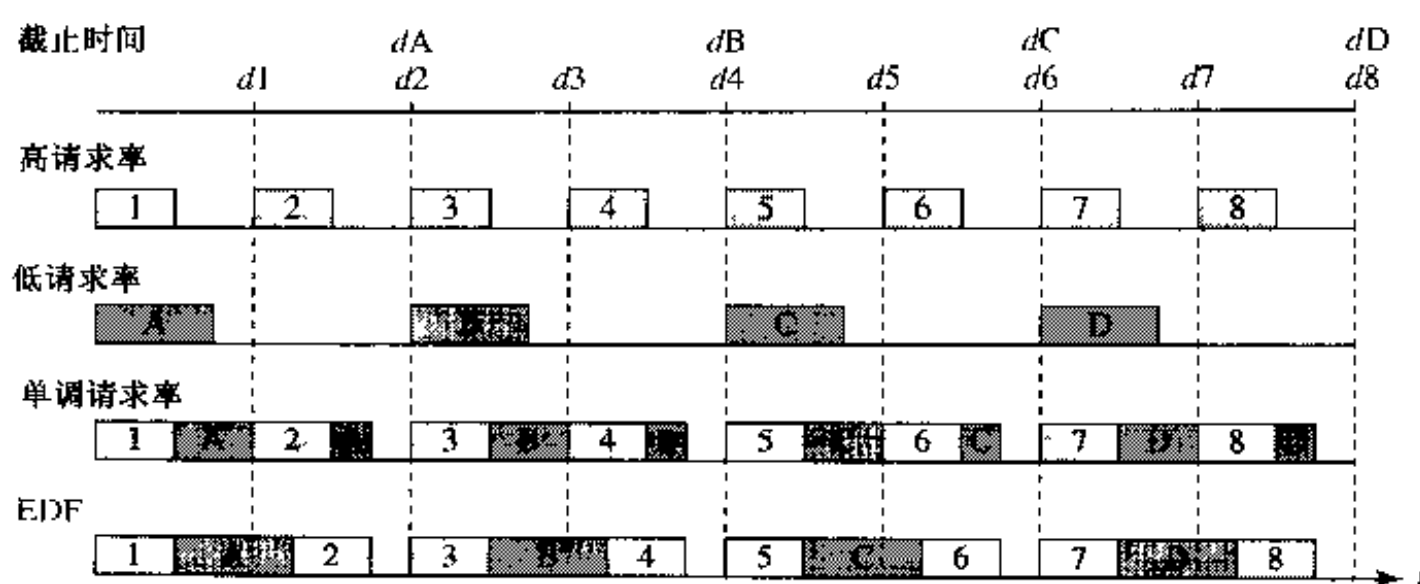 截止时间 dA dB dC dD
d1 d2 d3 d4 d5 d6 d7 d8
高请求率
1 2 3 4 5 6 7 8
低请求率
A C D
单调请求率
1 A 2 3 B 4 5 6 C 7 D 8
EDF
1 A 2 3 B 4 5 C 6 7 D 8